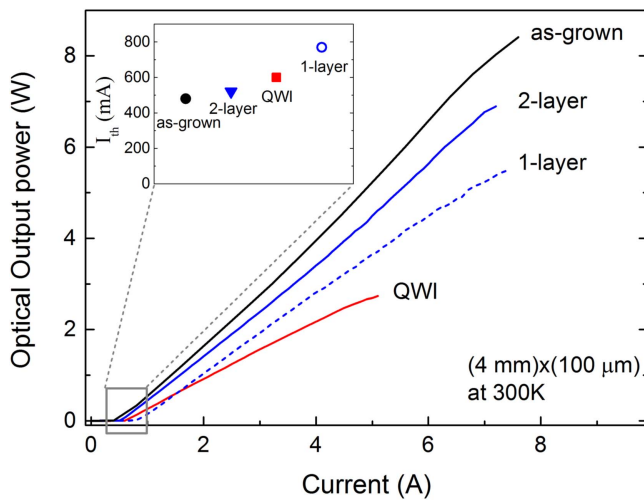 800
600
400
200
0
I_th (mA)
as-grown
2-layer
QWI
1-layer
as-grown
2-layer
1-layer
QWI
(4 mm)x(100 μm)
at 300K
8
6
4
2
0
Optical Output power (W)
0 2 4 6 8
Current (A)